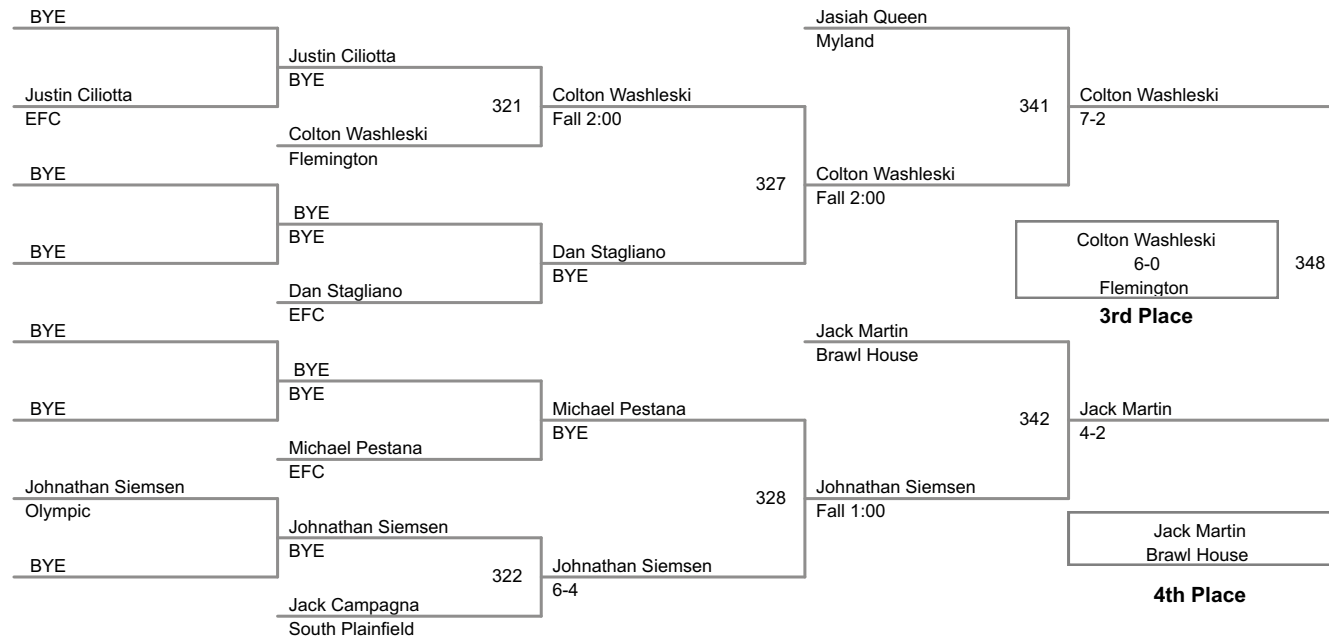 BYE
Justin Ciliotta
EFC
BYE
BYE
BYE
BYE
Johnathan Siemsen
Olympic
BYE
Justin Ciliotta
BYE
Colton Washleski
Flemington
321
BYE
BYE
Dan Stagliano
EFC
BYE
BYE
Michael Pestana
EFC
Johnathan Siemsen
BYE
Jack Campagna
South Plainfield
322
Colton Washleski
Fall 2:00
Dan Stagliano
BYE
327
Michael Pestana
BYE
Johnathan Siemsen
6-4
328
Jasiah Queen
Myland
Colton Washleski
Fall 2:00
341
Jack Martin
Brawl House
Johnathan Siemsen
Fall 1:00
342
Colton Washleski
7-2
Colton Washleski
6-0
Flemington
348
3rd Place
Jack Martin
4-2
Jack Martin
Brawl House
4th Place